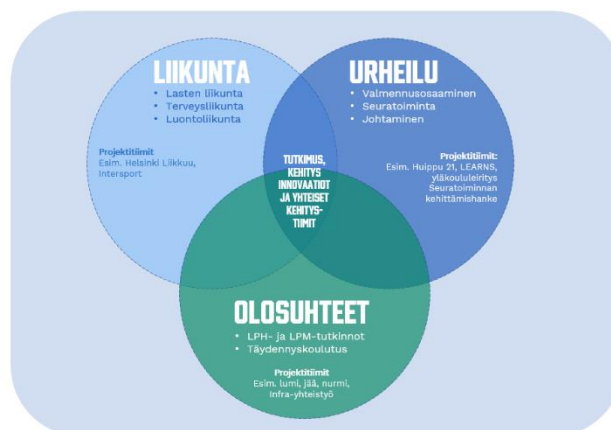 LIIKUNTA
• Lasten liikunta
• Terveysliikunta
• Luontoliikunta
Projektitiimit
Esim. Helsinki Liikkuu,
Intersport
URHEILU
• Valmennusosaaminen
• Seuratoiminta
• Johtaminen
Projektitiimit:
Esim. Huippu 21, LEARNS,
yläkoululeiritys
Seuratoiminnan
kehittämishanke
TUTKIMUS,
KEHITYS
INNOVAATIOT
JA YHTEISET
KEHITYS-
TIIMIT
OLOSUHTEET
• LPH- ja LPM-tutkinnot
• Täydennyskoulutus
Projektitiimit
Esim. lumi, jää, nurmi,
Infra-yhteistyö